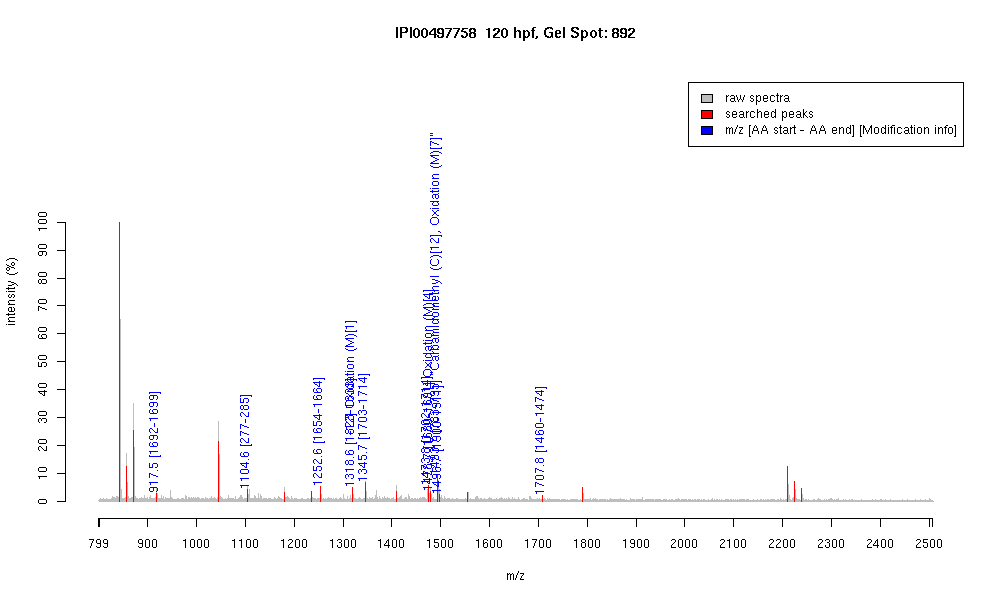 IPI00497758 120 hpf, Gel Spot: 892
raw spectra
searched peaks
m/z [AA start - AA end] [Modification info]
intensity (%)
0
10
20
30
40
50
60
70
80
90
100
917.5 [1692-1699]
1104.6 [277-285]
1252.6 [1654-1664]
1318.6
Oxidation (M)[1]
1345.7 [1703-1714]
Oxidation (M)[4]
Carbamidomethyl (C)[12], Oxidation (M)[7]"
1707.8 [1460-1474]
799 900 1000 1100 1200 1300 1400 1500 1600 1700 1800 1900 2000 2100 2200 2300 2400 2500
m/z